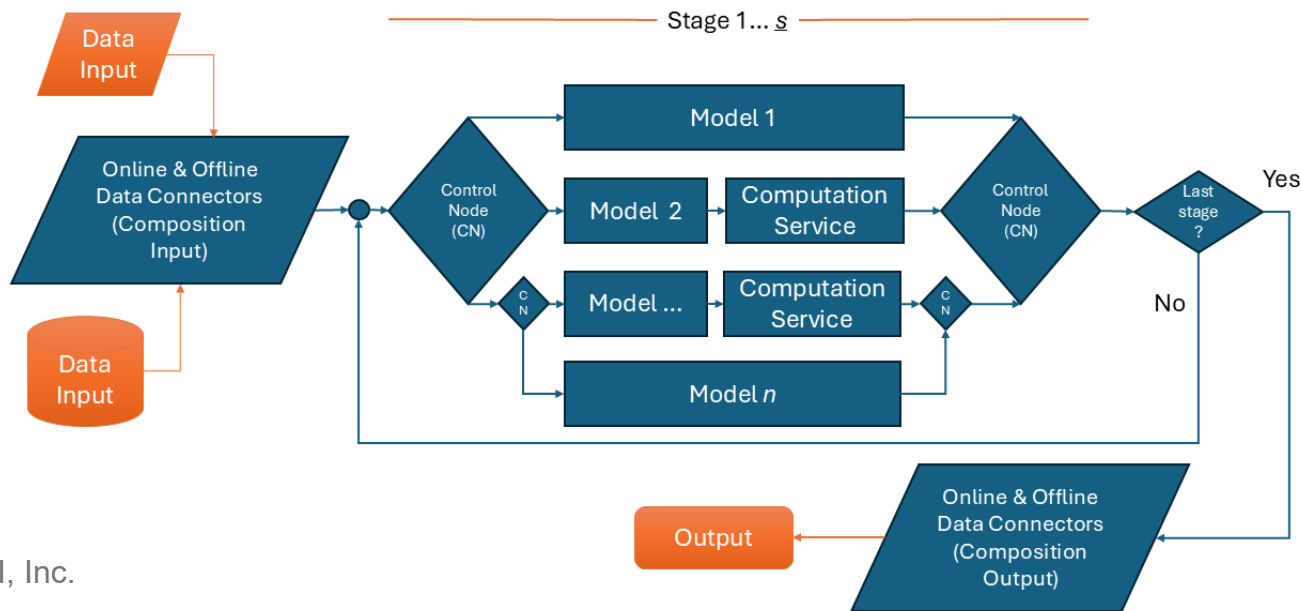 Stage 1... s
Data
Input
Online & Offline
Data Connectors
(Composition
Input)
Data
Input
Control
Node
(CN)
Model 1
Model 2
Computation
Service
C
N
Model ...
Computation
Service
C
N
Model n
Control
Node
(CN)
Last
stage
?
Yes
No
Online & Offline
Data Connectors
(Composition
Output)
Output
, Inc.